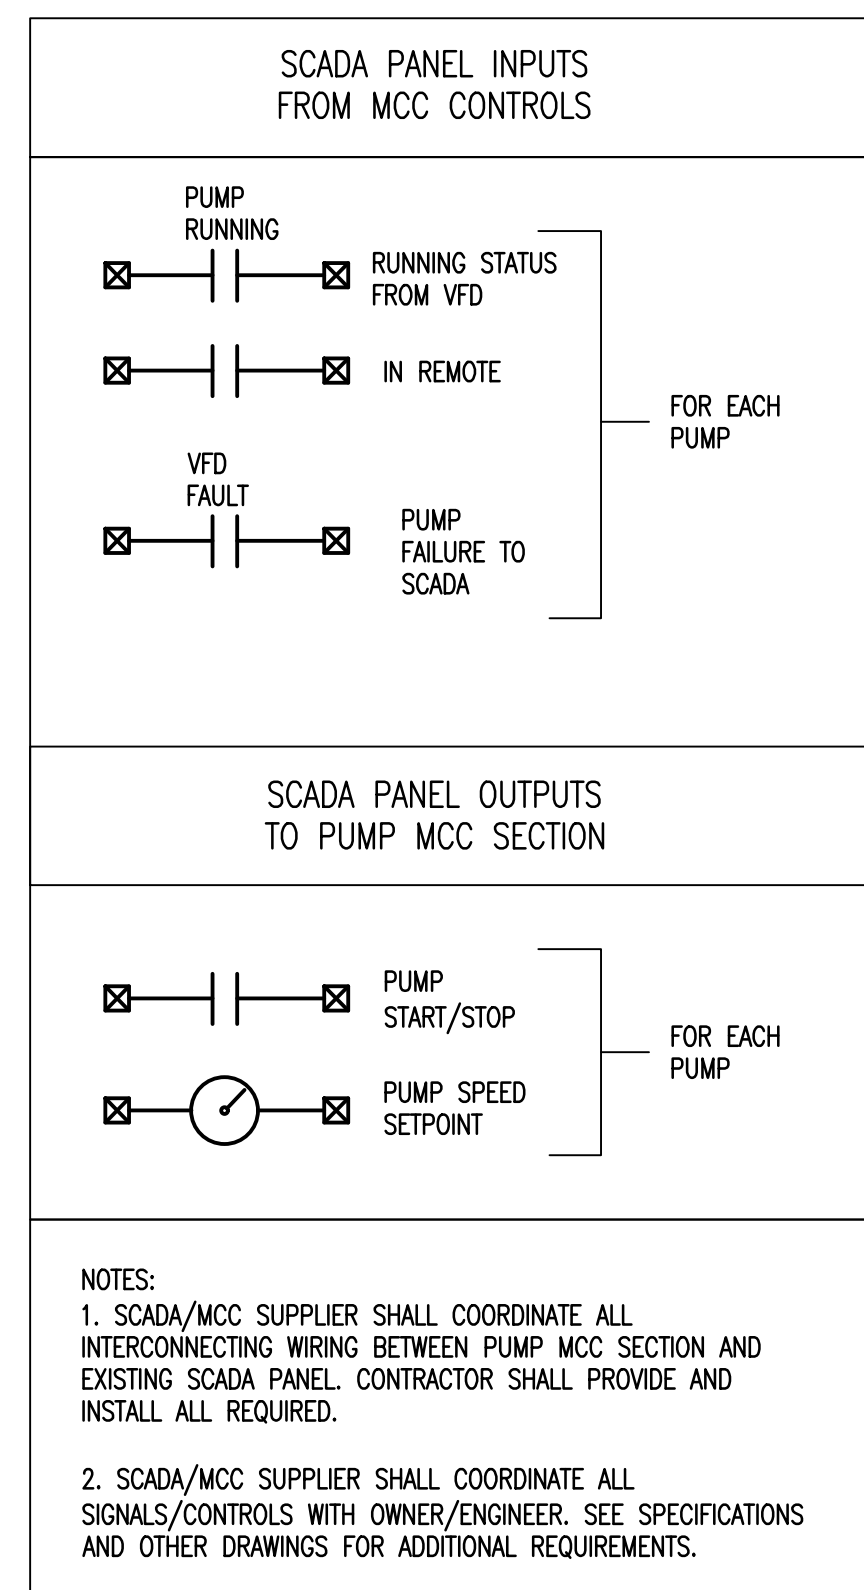 SCADA PANEL INPUTS
FROM MCC CONTROLS
PUMP
RUNNING
RUNNING STATUS
FROM VFD
IN REMOTE
FOR EACH
PUMP
VFD
FAULT
PUMP
FAILURE TO
SCADA
SCADA PANEL OUTPUTS
TO PUMP MCC SECTION
PUMP
START/STOP
FOR EACH
PUMP
PUMP SPEED
SETPOINT
NOTES:
1. SCADA/MCC SUPPLIER SHALL COORDINATE ALL
INTERCONNECTING WIRING BETWEEN PUMP MCC SECTION AND
EXISTING SCADA PANEL. CONTRACTOR SHALL PROVIDE AND
INSTALL ALL REQUIRED.
2. SCADA/MCC SUPPLIER SHALL COORDINATE ALL
SIGNALS/CONTROLS WITH OWNER/ENGINEER. SEE SPECIFICATIONS
AND OTHER DRAWINGS FOR ADDITIONAL REQUIREMENTS.